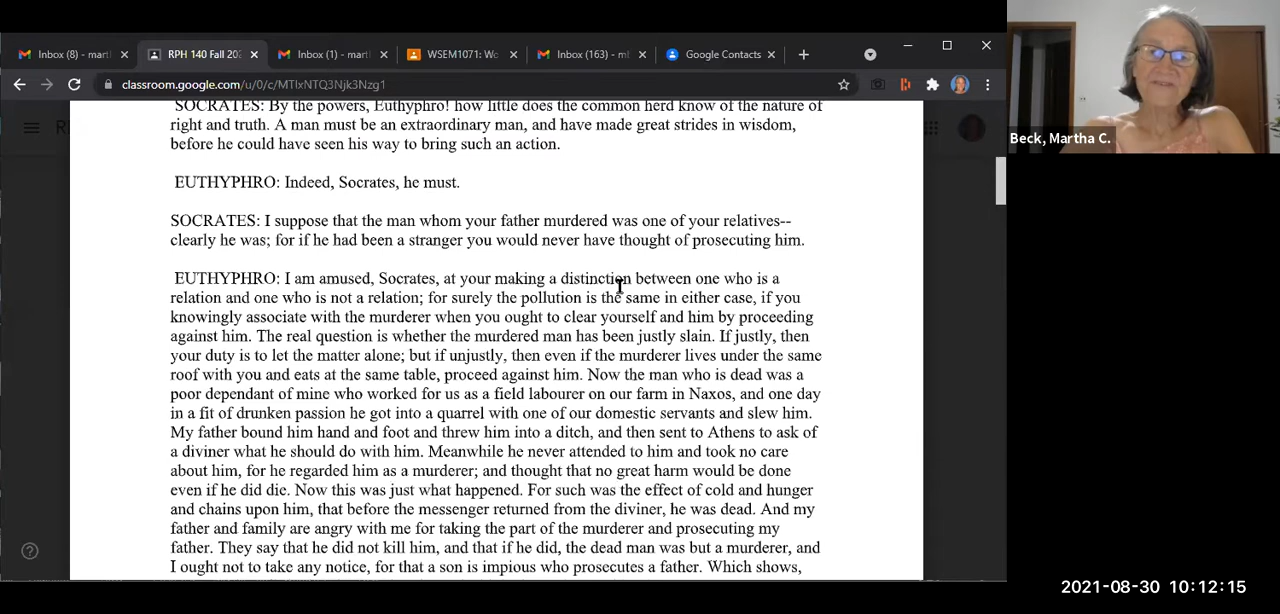 Inbox (8) - mart
RPH 140 Fall 202
Inbox (1) - mart
WSEM1071: Wo
Inbox (163) - mb
Google Contacts
classroom.google.com/u/0/c/MTIxNTQ3Njk3Nzg1
SOCRATES: By the powers, Euthyphro! how little does the common herd know of the nature of
right and truth. A man must be an extraordinary man, and have made great strides in wisdom,
before he could have seen his way to bring such an action.
EUTHYPHRO: Indeed, Socrates, he must.
SOCRATES: I suppose that the man whom your father murdered was one of your relatives--
clearly he was; for if he had been a stranger you would never have thought of prosecuting him.
EUTHYPHRO: I am amused, Socrates, at your making a distinction between one who is a
relation and one who is not a relation; for surely the pollution is the same in either case, if you
knowingly associate with the murderer when you ought to clear yourself and him by proceeding
against him. The real question is whether the murdered man has been justly slain. If justly, then
your duty is to let the matter alone; but if unjustly, then even if the murderer lives under the same
roof with you and eats at the same table, proceed against him. Now the man who is dead was a
poor dependant of mine who worked for us as a field labourer on our farm in Naxos, and one day
in a fit of drunken passion he got into a quarrel with one of our domestic servants and slew him.
My father bound him hand and foot and threw him into a ditch, and then sent to Athens to ask of
a diviner what he should do with him. Meanwhile he never attended to him and took no care
about him, for he regarded him as a murderer; and thought that no great harm would be done
even if he did die. Now this was just what happened. For such was the effect of cold and hunger
and chains upon him, that before the messenger returned from the diviner, he was dead. And my
father and family are angry with me for taking the part of the murderer and prosecuting my
father. They say that he did not kill him, and that if he did, the dead man was but a murderer, and
I ought not to take any notice, for that a son is impious who prosecutes a father. Which shows,
Beck, Martha C.
2021-08-30 10:12:15